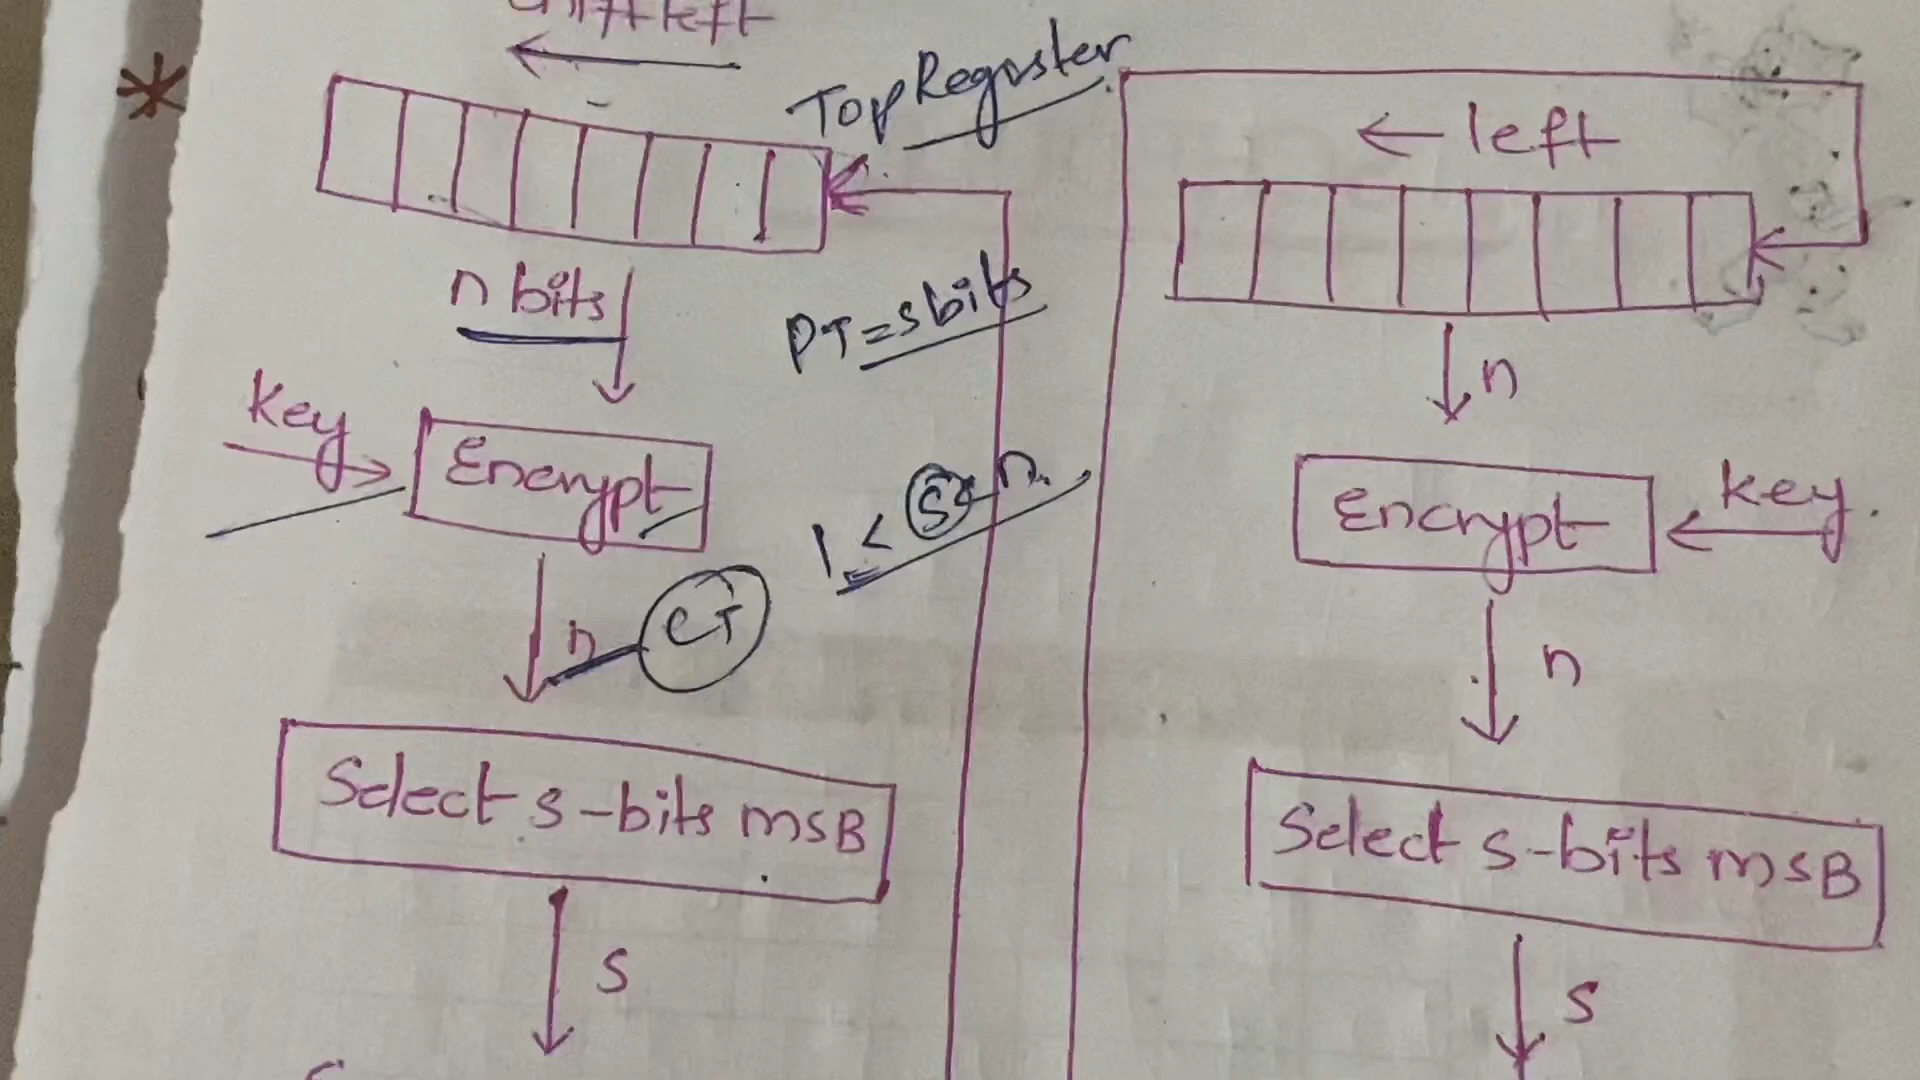 shift left
Top Register
n bits
PT = s bits
key
Encrypt
1 < s < n.
n
CT
Select s-bits msB
s
← left
n
Encrypt
key.
n
Select s-bits msB
s